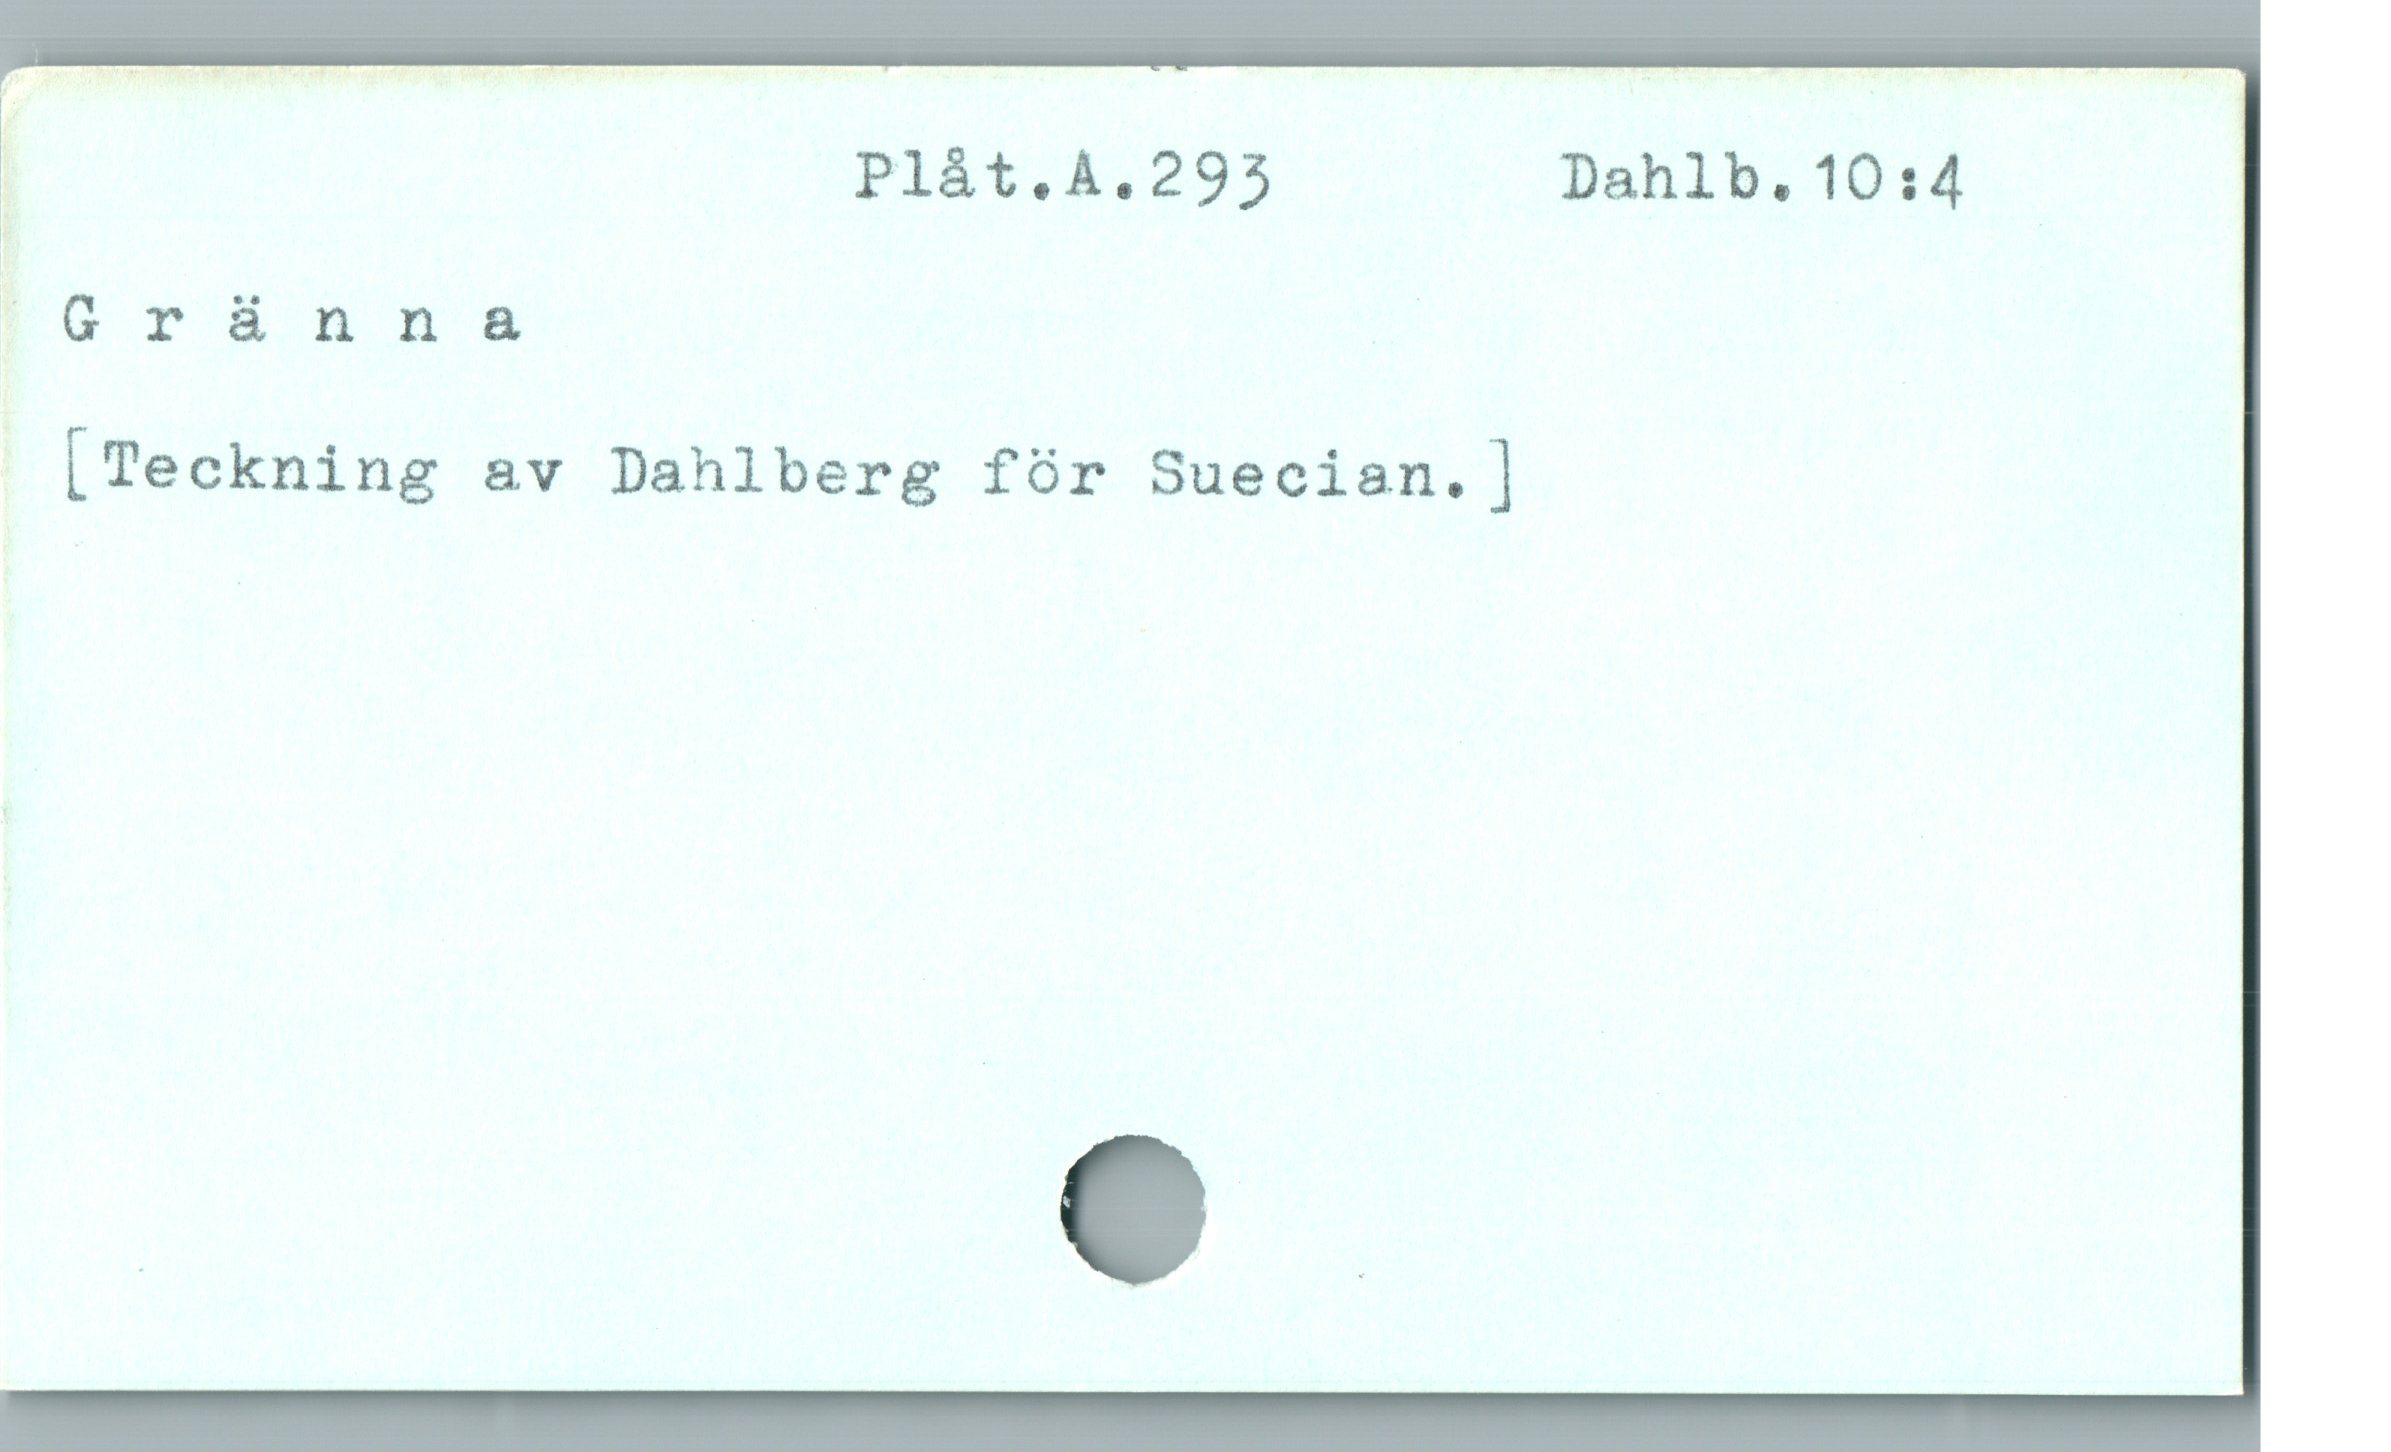 Plåt.A.293 Dahlb.10:4
G r ä n n a
[Teckning av Dahlberg för Suecian.]